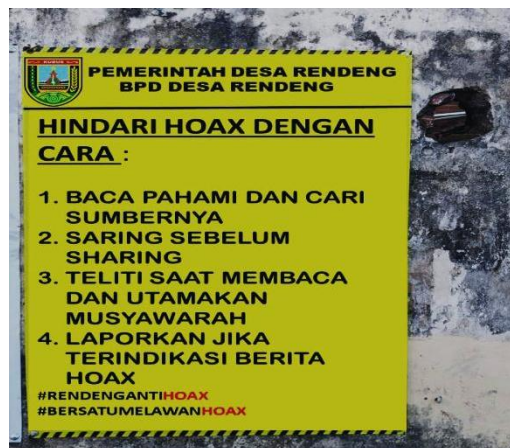 KUDUS
PEMERINTAH DESA RENDENG
BPD DESA RENDENG
HINDARI HOAX DENGAN
CARA :
1. BACA PAHAMI DAN CARI
SUMBERNYA
2. SARING SEBELUM
SHARING
3. TELITI SAAT MEMBACA
DAN UTAMAKAN
MUSYAWARAH
4. LAPORKAN JIKA
TERINDIKASI BERITA
HOAX
#RENDENGANTIHOAX
#BERSATUMELAWANHOAX